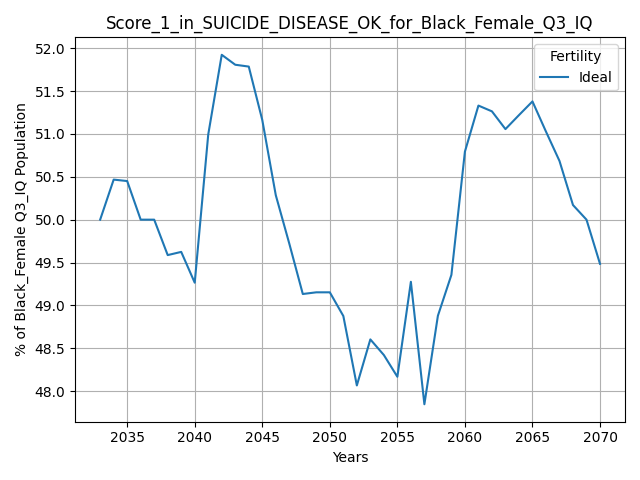 Score_1_in_SUICIDE_DISEASE_OK_for_Black_Female_Q3_IQ
Fertility
Ideal
% of Black_Female Q3_IQ Population
52.0
51.5
51.0
50.5
50.0
49.5
49.0
48.5
48.0
2035 2040 2045 2050 2055 2060 2065 2070
Years